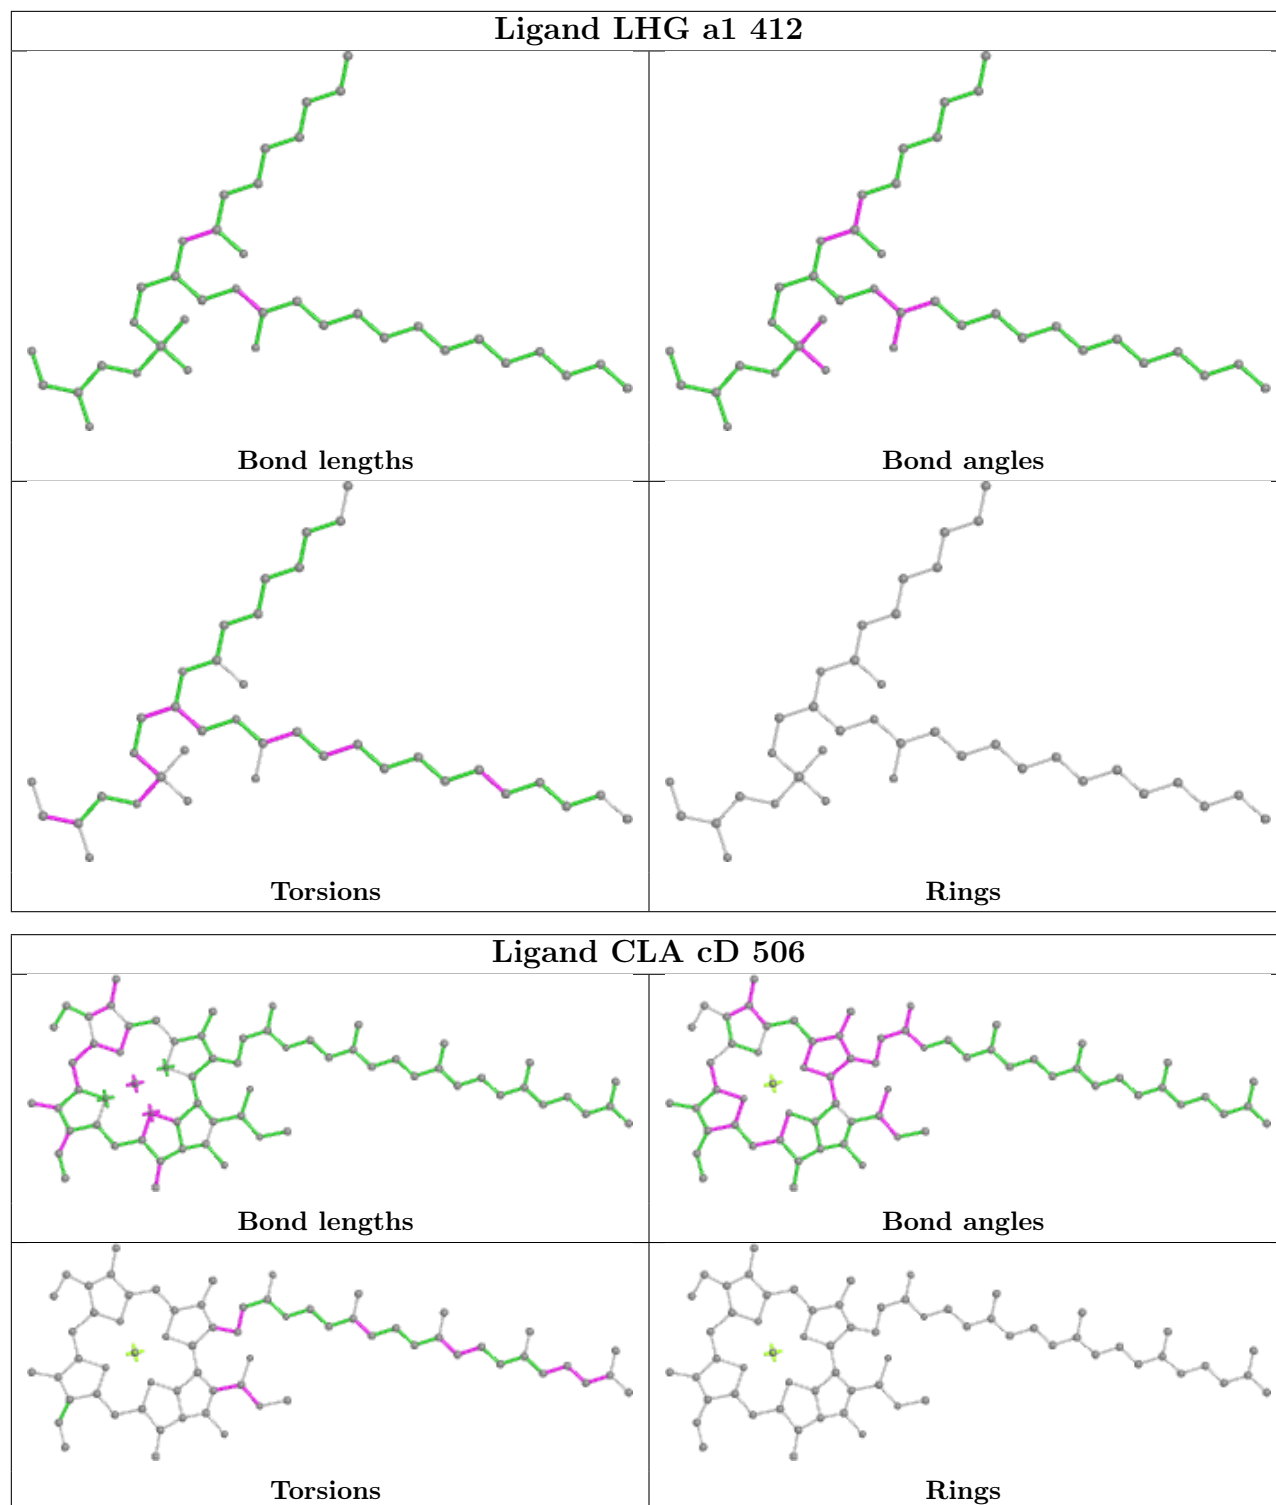 Ligand LHG a1 412
Bond lengths
Bond angles
Torsions
Rings
Ligand CLA cD 506
Bond lengths
Bond angles
Torsions
Rings